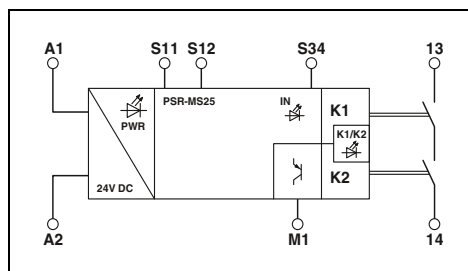 A1 S11 S12 S34 13
PSR-MS25 IN K1
PWR K1/K2
24V DC K2
A2 M1 14